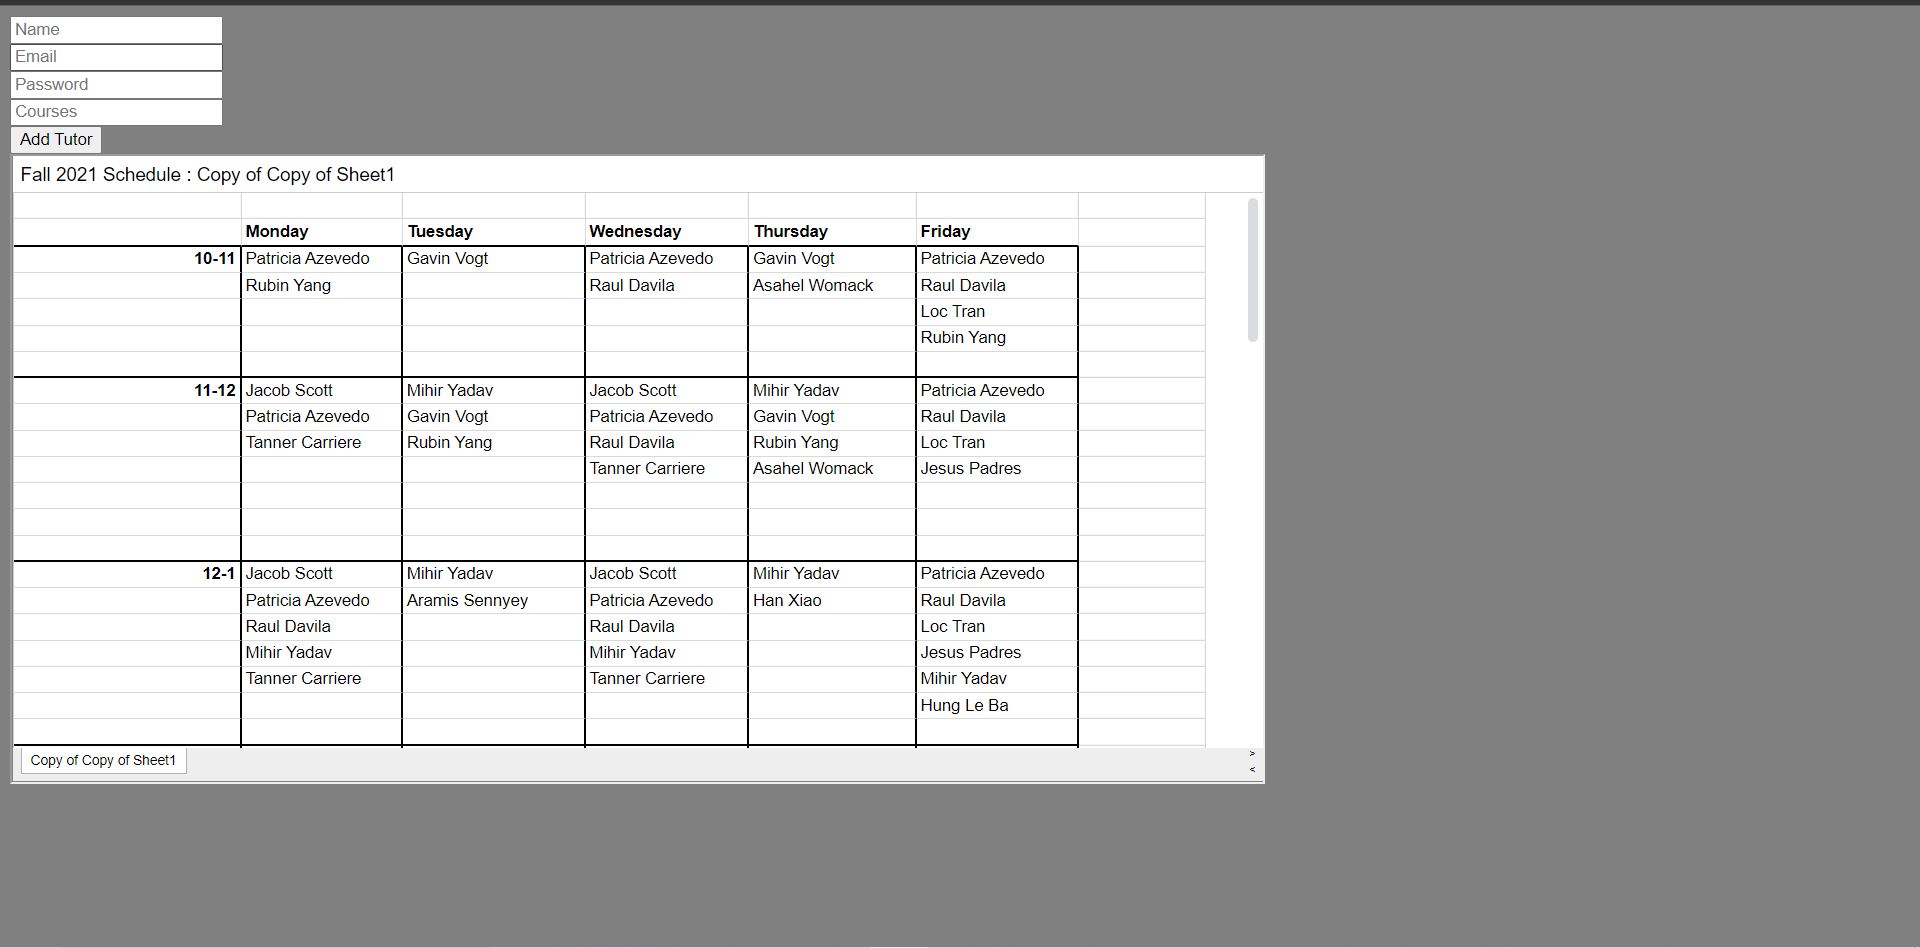 Name
Email
Password
Courses
Add Tutor
Fall 2021 Schedule : Copy of Copy of Sheet1
Monday Tuesday Wednesday Thursday Friday
10-11 Patricia Azevedo Gavin Vogt Patricia Azevedo Gavin Vogt Patricia Azevedo
Rubin Yang Raul Davila Asahel Womack Raul Davila
Loc Tran
Rubin Yang
11-12 Jacob Scott Mihir Yadav Jacob Scott Mihir Yadav Patricia Azevedo
Patricia Azevedo Gavin Vogt Patricia Azevedo Gavin Vogt Raul Davila
Tanner Carriere Rubin Yang Raul Davila Rubin Yang Loc Tran
Tanner Carriere Asahel Womack Jesus Padres
12-1 Jacob Scott Mihir Yadav Jacob Scott Mihir Yadav Patricia Azevedo
Patricia Azevedo Aramis Sennyey Patricia Azevedo Han Xiao Raul Davila
Raul Davila Raul Davila Loc Tran
Mihir Yadav Mihir Yadav Jesus Padres
Tanner Carriere Tanner Carriere Mihir Yadav
Hung Le Ba
Copy of Copy of Sheet1
>
<